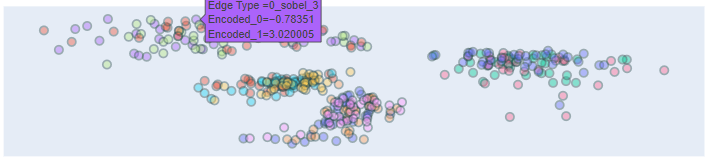 Edge Type =0_sobel_3
Encoded_0=−0.78351
Encoded_1=3.020005